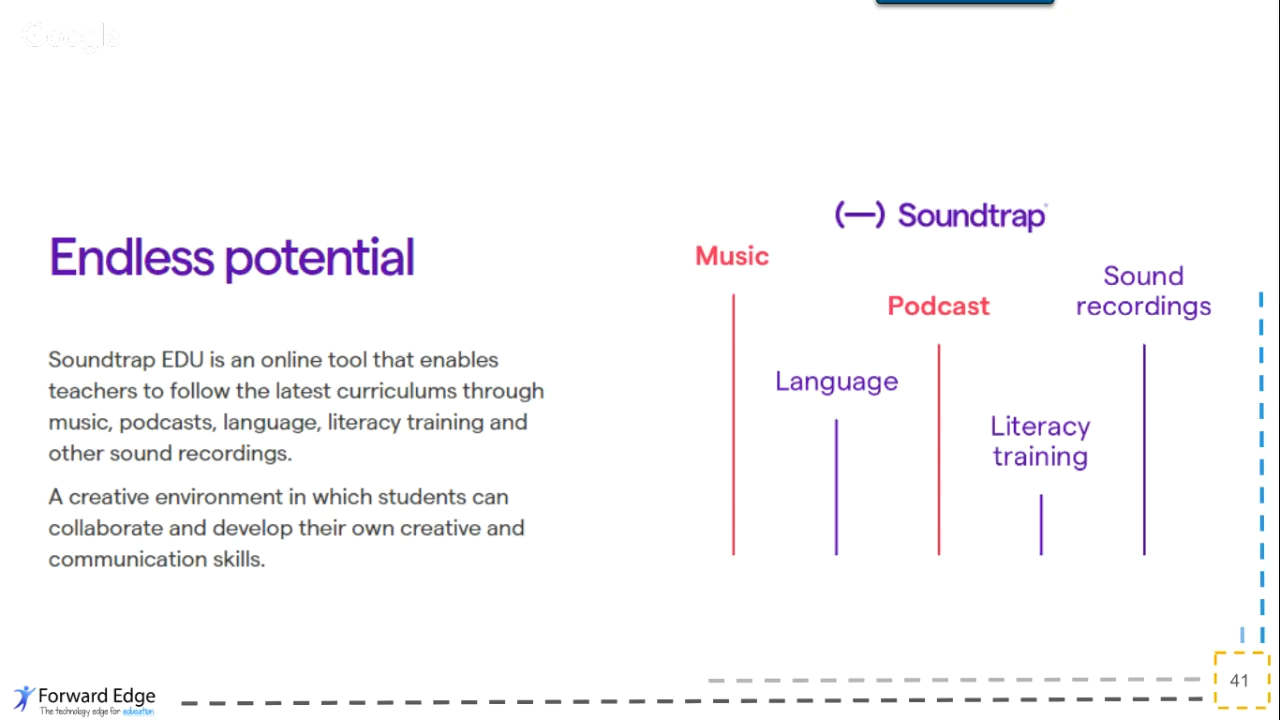 Google
Endless potential
Soundtrap EDU is an online tool that enables
teachers to follow the latest curriculums through
music, podcasts, language, literacy training and
other sound recordings.
A creative environment in which students can
collaborate and develop their own creative and
communication skills.
(—) Soundtrap
Music
Podcast
Sound
recordings
Language
Literacy
training
Forward Edge
The technology edge for education
41